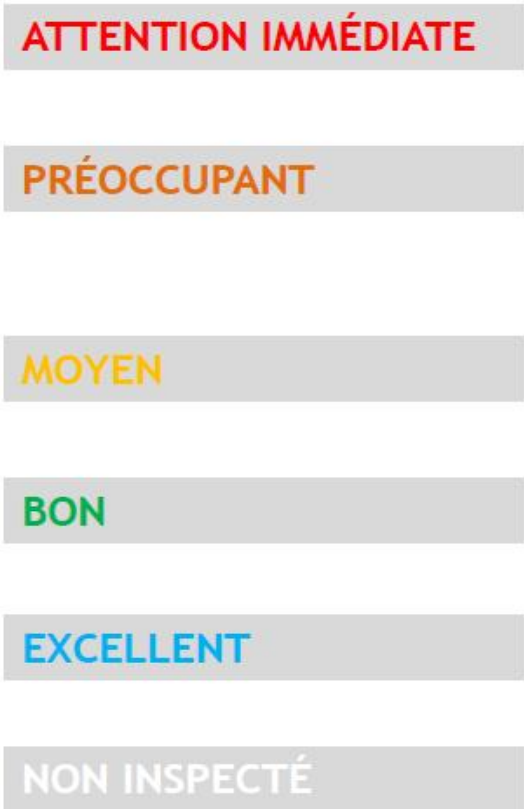 ATTENTION IMMÉDIATE
PRÉOCCUPANT
MOYEN
BON
EXCELLENT
NON INSPECTÉ